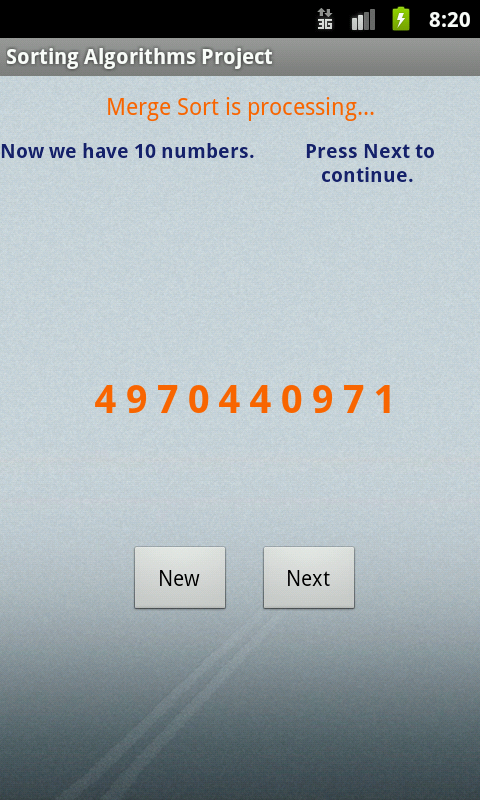 3G 8:20
Sorting Algorithms Project
Merge Sort is processing...
Now we have 10 numbers. Press Next to
continue.
4 9 7 0 4 4 0 9 7 1
New Next